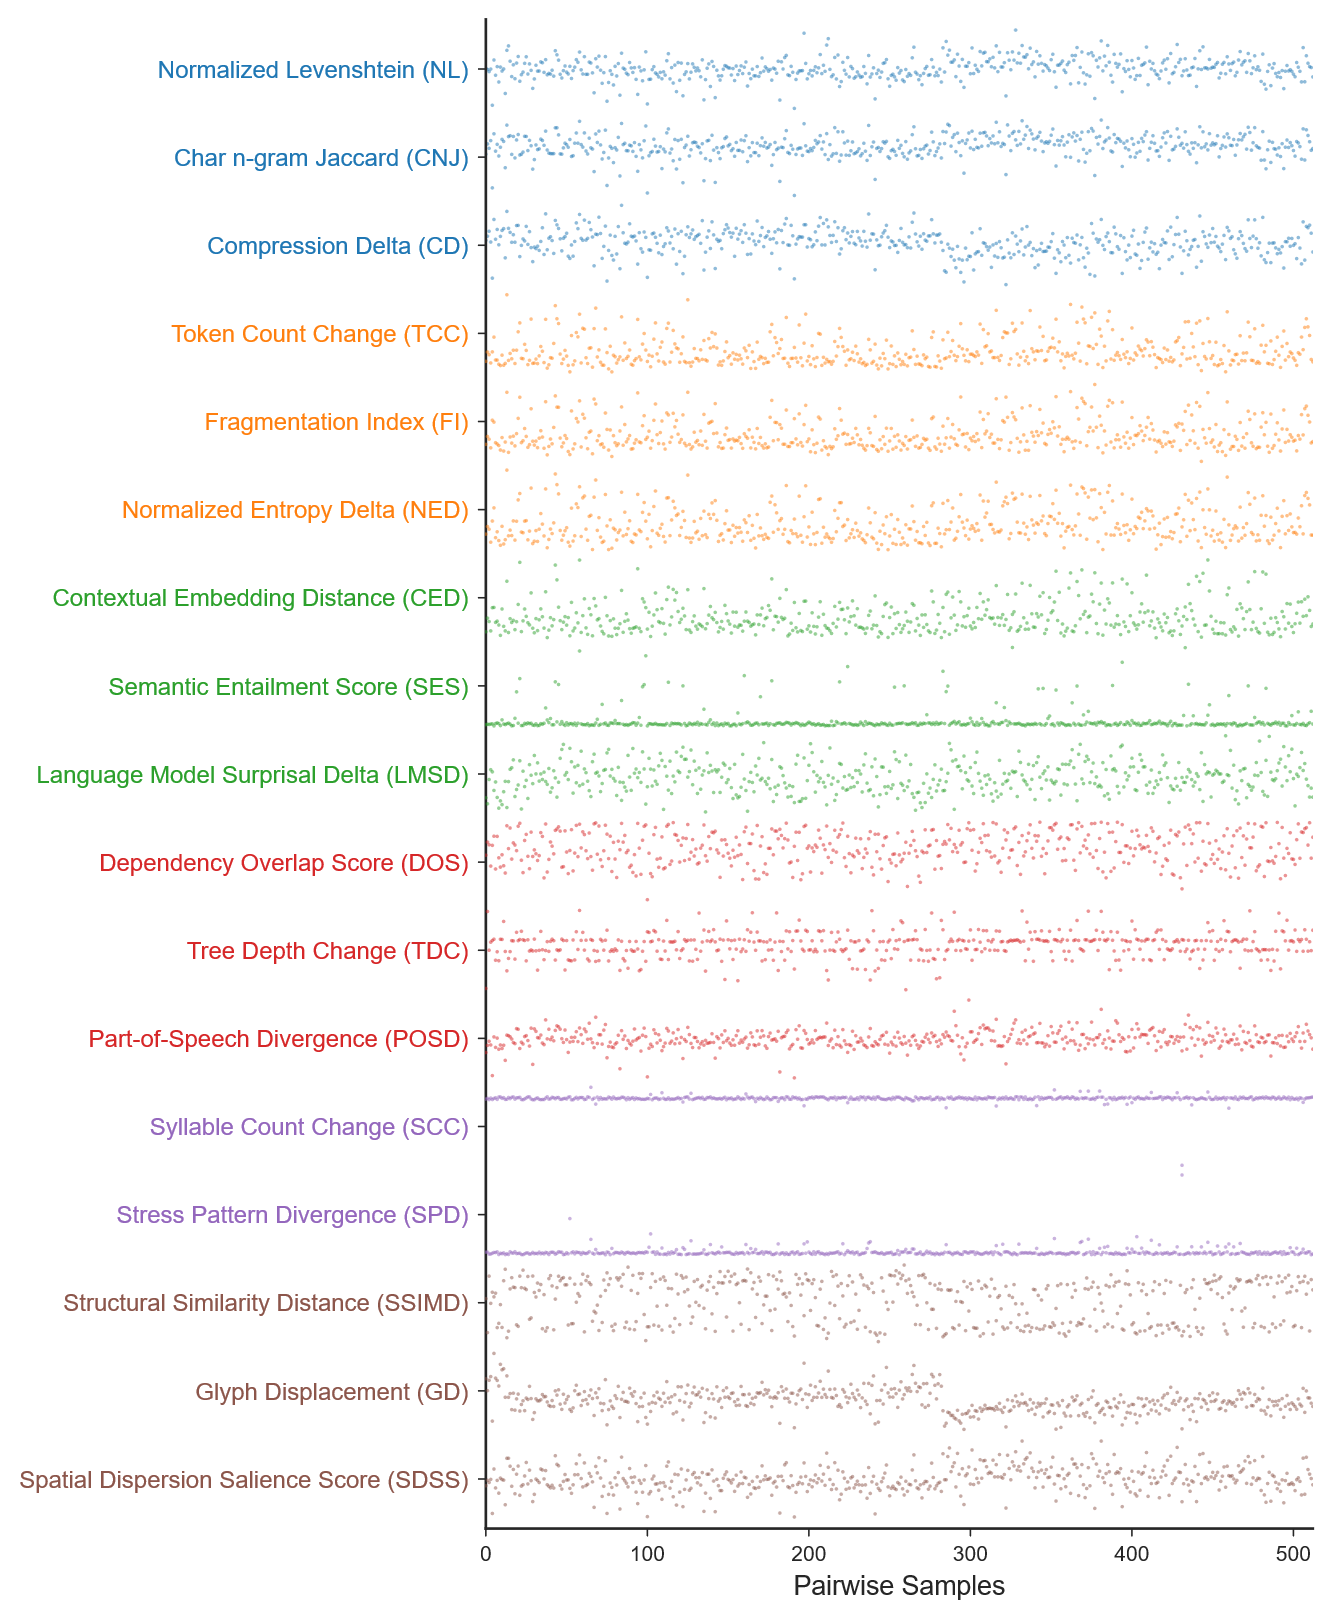 Normalized Levenshtein (NL)
Char n-gram Jaccard (CNJ)
Compression Delta (CD)
Token Count Change (TCC)
Fragmentation Index (FI)
Normalized Entropy Delta (NED)
Contextual Embedding Distance (CED)
Semantic Entailment Score (SES)
Language Model Surprisal Delta (LMSD)
Dependency Overlap Score (DOS)
Tree Depth Change (TDC)
Part-of-Speech Divergence (POSD)
Syllable Count Change (SCC)
Stress Pattern Divergence (SPD)
Structural Similarity Distance (SSIMD)
Glyph Displacement (GD)
Spatial Dispersion Salience Score (SDSS)
0 100 200 300 400 500
Pairwise Samples